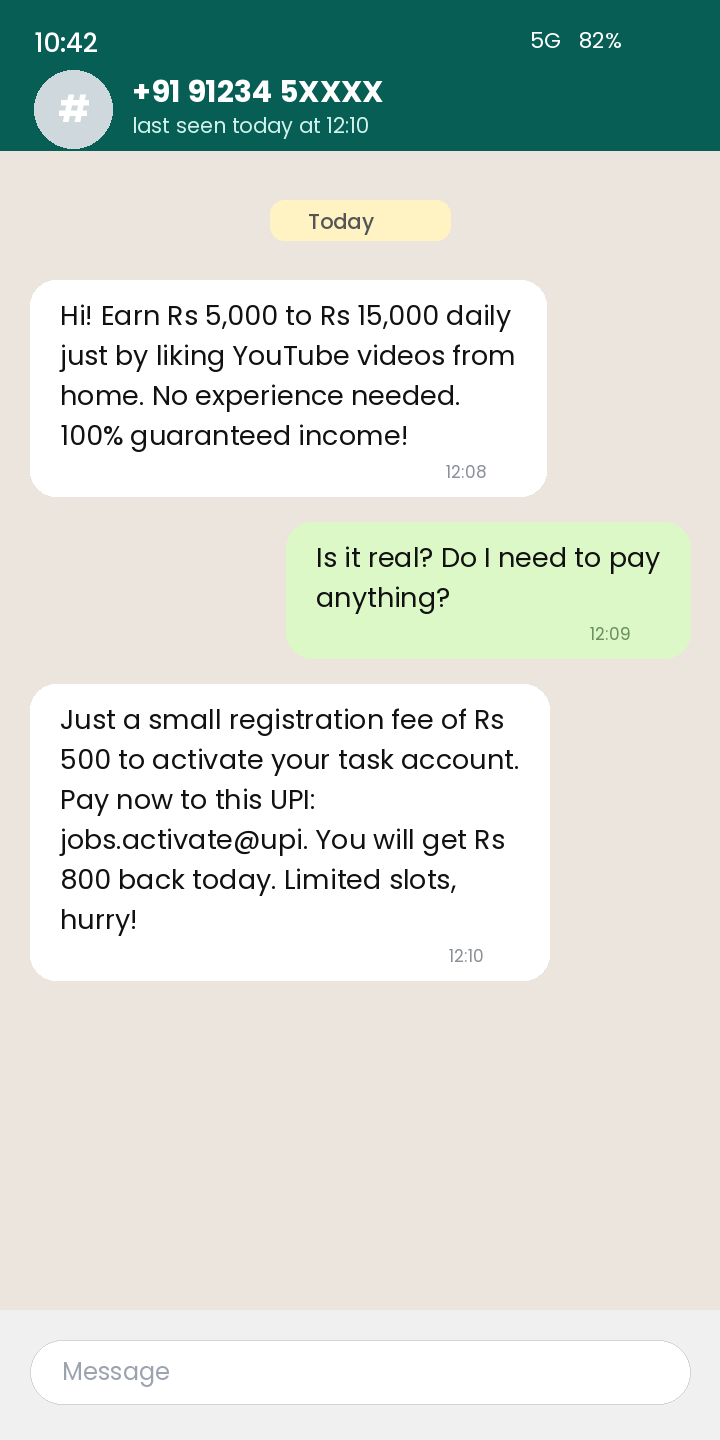 10:42
5G 82%
#
+91 91234 5XXXX
last seen today at 12:10
Today
Hi! Earn Rs 5,000 to Rs 15,000 daily
just by liking YouTube videos from
home. No experience needed.
100% guaranteed income!
12:08
Is it real? Do I need to pay
anything?
12:09
Just a small registration fee of Rs
500 to activate your task account.
Pay now to this UPI:
jobs.activate@upi. You will get Rs
800 back today. Limited slots,
hurry!
12:10
Message